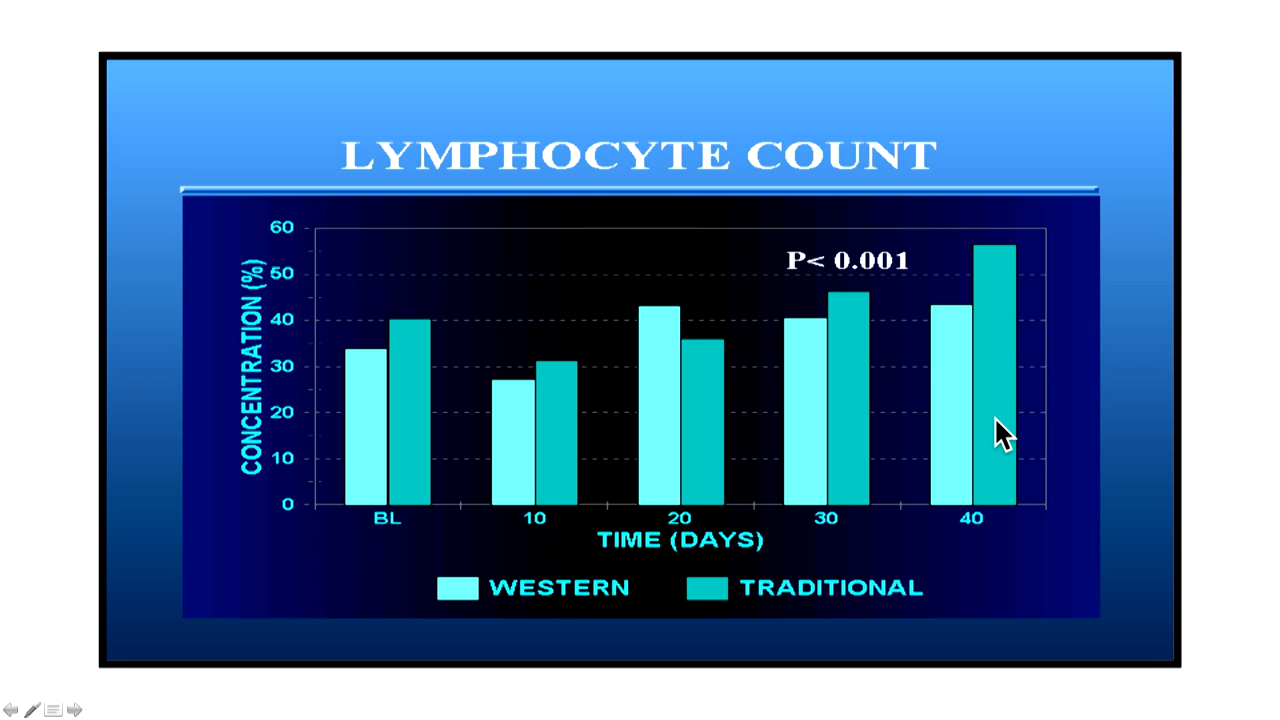 LYMPHOCYTE COUNT
P< 0.001
CONCENTRATION (%)
60
50
40
30
20
10
0
BL 10 20 30 40
TIME (DAYS)
WESTERN TRADITIONAL